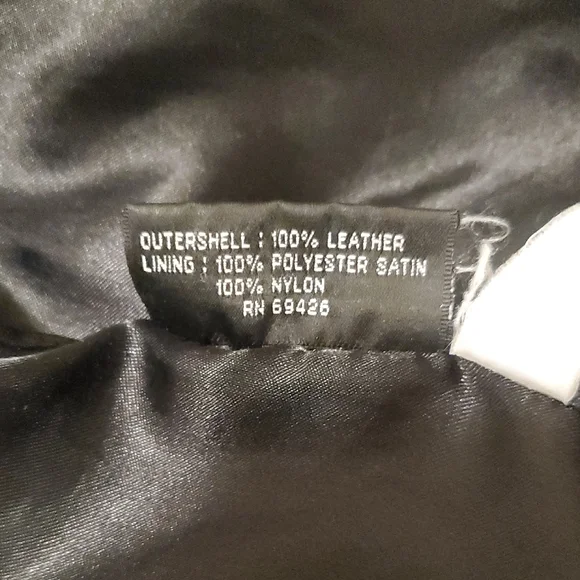 OUTERSHELL : 100% LEATHER
LINING : 100% POLYESTER SATIN
100% NYLON
RN 69426